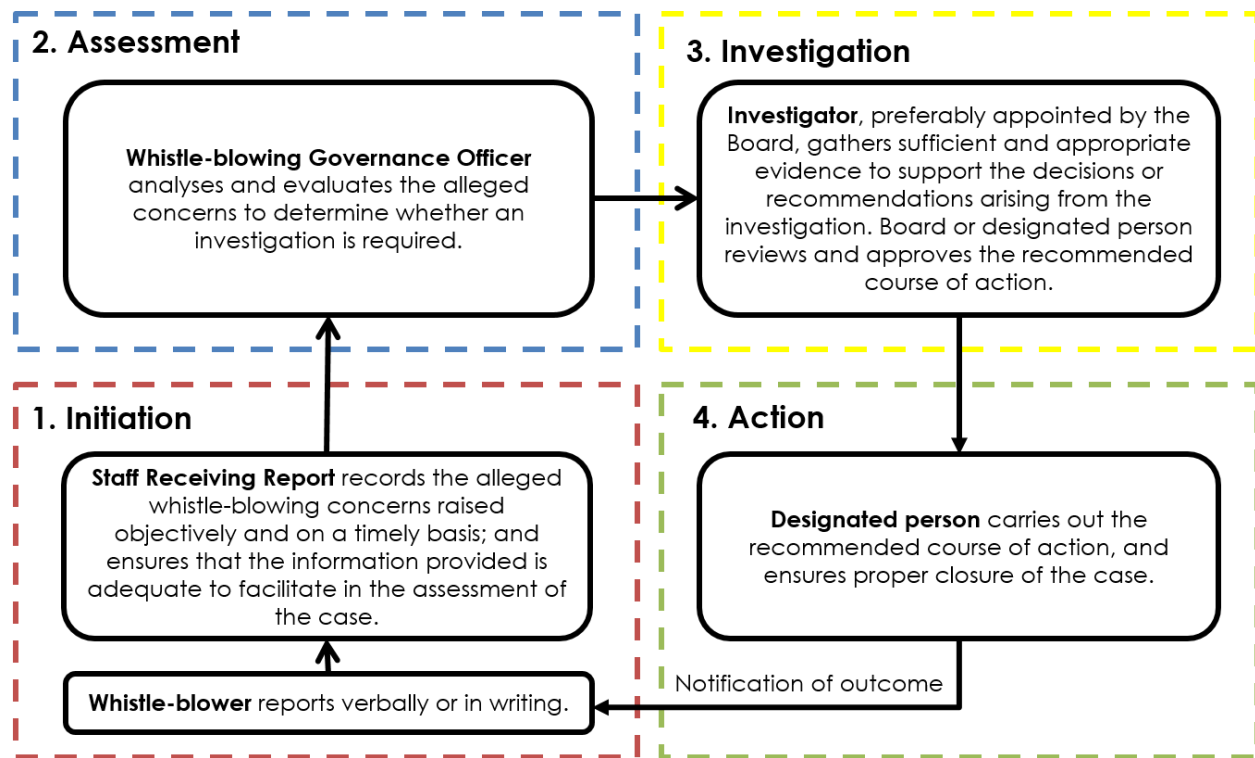 2. Assessment
Whistle-blowing Governance Officer
analyses and evaluates the alleged
concerns to determine whether an
investigation is required.
3. Investigation
Investigator, preferably appointed by the
Board, gathers sufficient and appropriate
evidence to support the decisions or
recommendations arising from the
investigation. Board or designated person
reviews and approves the recommended
course of action.
1. Initiation
Staff Receiving Report records the alleged
whistle-blowing concerns raised
objectively and on a timely basis; and
ensures that the information provided is
adequate to facilitate in the assessment of
the case.
Whistle-blower reports verbally or in writing.
4. Action
Designated person carries out the
recommended course of action, and
ensures proper closure of the case.
Notification of outcome